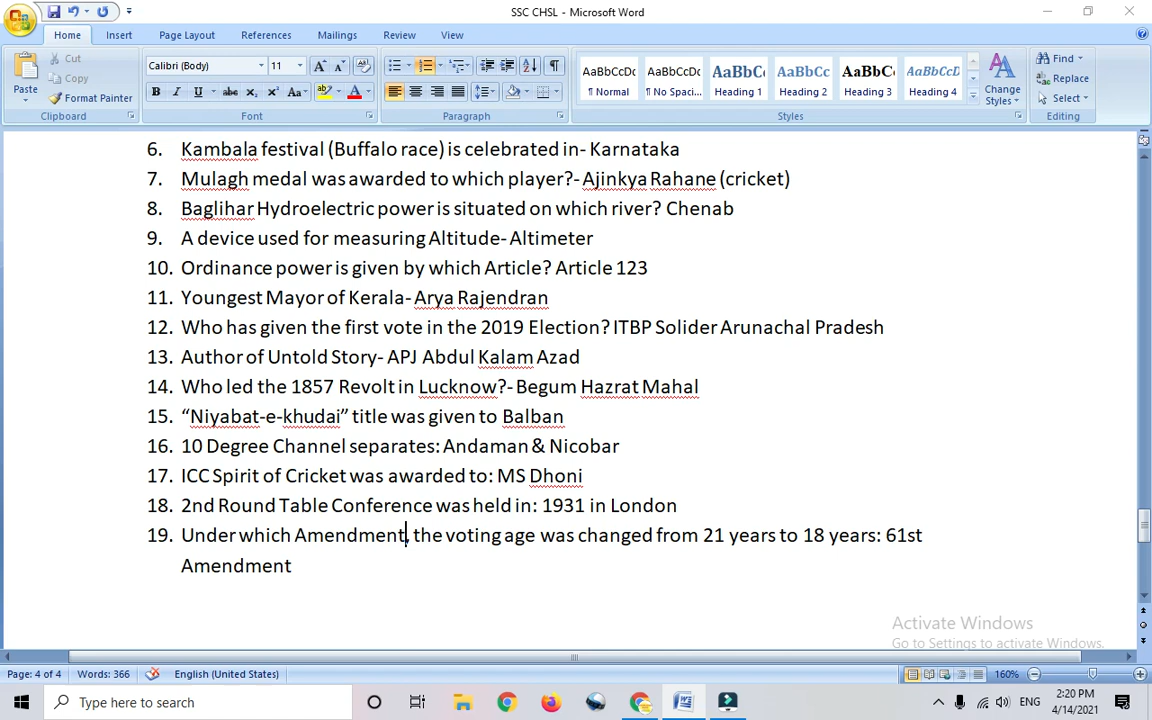 SSC CHSL - Microsoft Word
Home Insert Page Layout References Mailings Review View
Paste
Cut
Copy
Format Painter
Clipboard
Calibri (Body) 11
Font
Paragraph
AaBbCcDc AaBbCcDc AaBbC( AaBbCc AaBbC( AaBbCcD
¶ Normal ¶ No Spaci... Heading 1 Heading 2 Heading 3 Heading 4
Change Styles
Styles
Find
Replace
Select
Editing
6. Kambala festival (Buffalo race) is celebrated in- Karnataka
7. Mulagh medal was awarded to which player?- Ajinkya Rahane (cricket)
8. Baglihar Hydroelectric power is situated on which river? Chenab
9. A device used for measuring Altitude- Altimeter
10. Ordinance power is given by which Article? Article 123
11. Youngest Mayor of Kerala- Arya Rajendran
12. Who has given the first vote in the 2019 Election? ITBP Solider Arunachal Pradesh
13. Author of Untold Story- APJ Abdul Kalam Azad
14. Who led the 1857 Revolt in Lucknow?- Begum Hazrat Mahal
15. “Niyabat-e-khudai” title was given to Balban
16. 10 Degree Channel separates: Andaman & Nicobar
17. ICC Spirit of Cricket was awarded to: MS Dhoni
18. 2nd Round Table Conference was held in: 1931 in London
19. Under which Amendment, the voting age was changed from 21 years to 18 years: 61st
Amendment
Activate Windows
Go to Settings to activate Windows.
Page: 4 of 4 Words: 366 English (United States) 160%
Type here to search
ENG
2:20 PM
4/14/2021